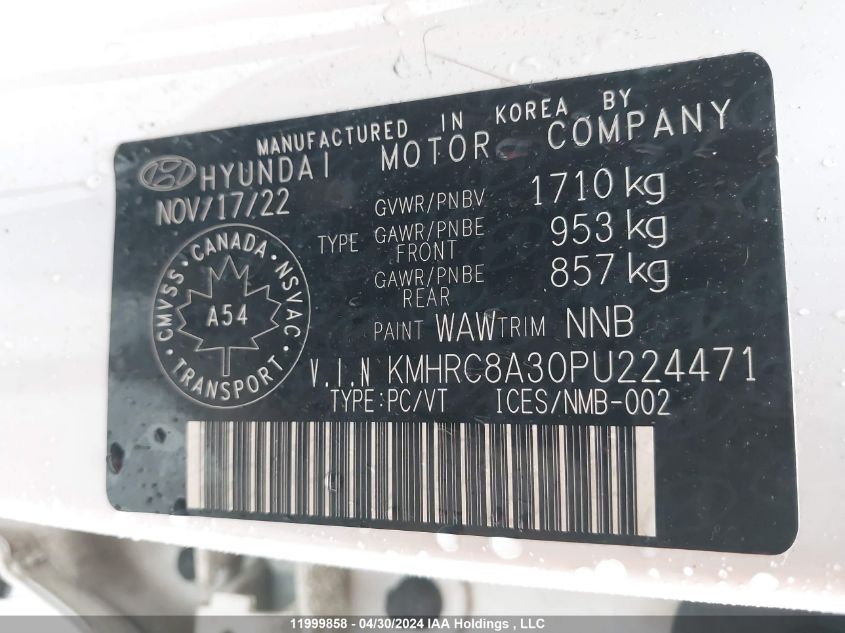 MANUFACTURED IN KOREA BY
HYUNDAI MOTOR COMPANY
NOV/17/22
GVWR/PNBV 1710 kg
TYPE GAWR/PNBE FRONT 953 kg
GAWR/PNBE REAR 857 kg
CANADA
CMVSS · NSVAC
A54
TRANSPORT
PAINT WAW TRIM NNB
V.I.N KMHRC8A30PU224471
TYPE:PC/VT ICES/NMB-002
11999858 - 04/30/2024 IAA Holdings , LLC